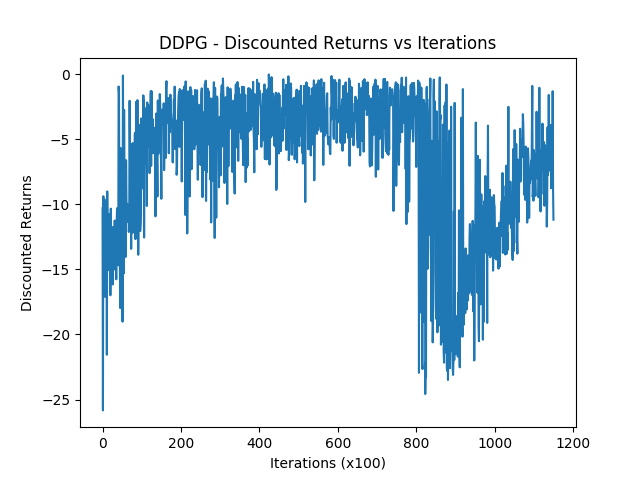 DDPG - Discounted Returns vs Iterations
0
−5
−10
−15
−20
−25
Discounted Returns
0 200 400 600 800 1000 1200
Iterations (x100)